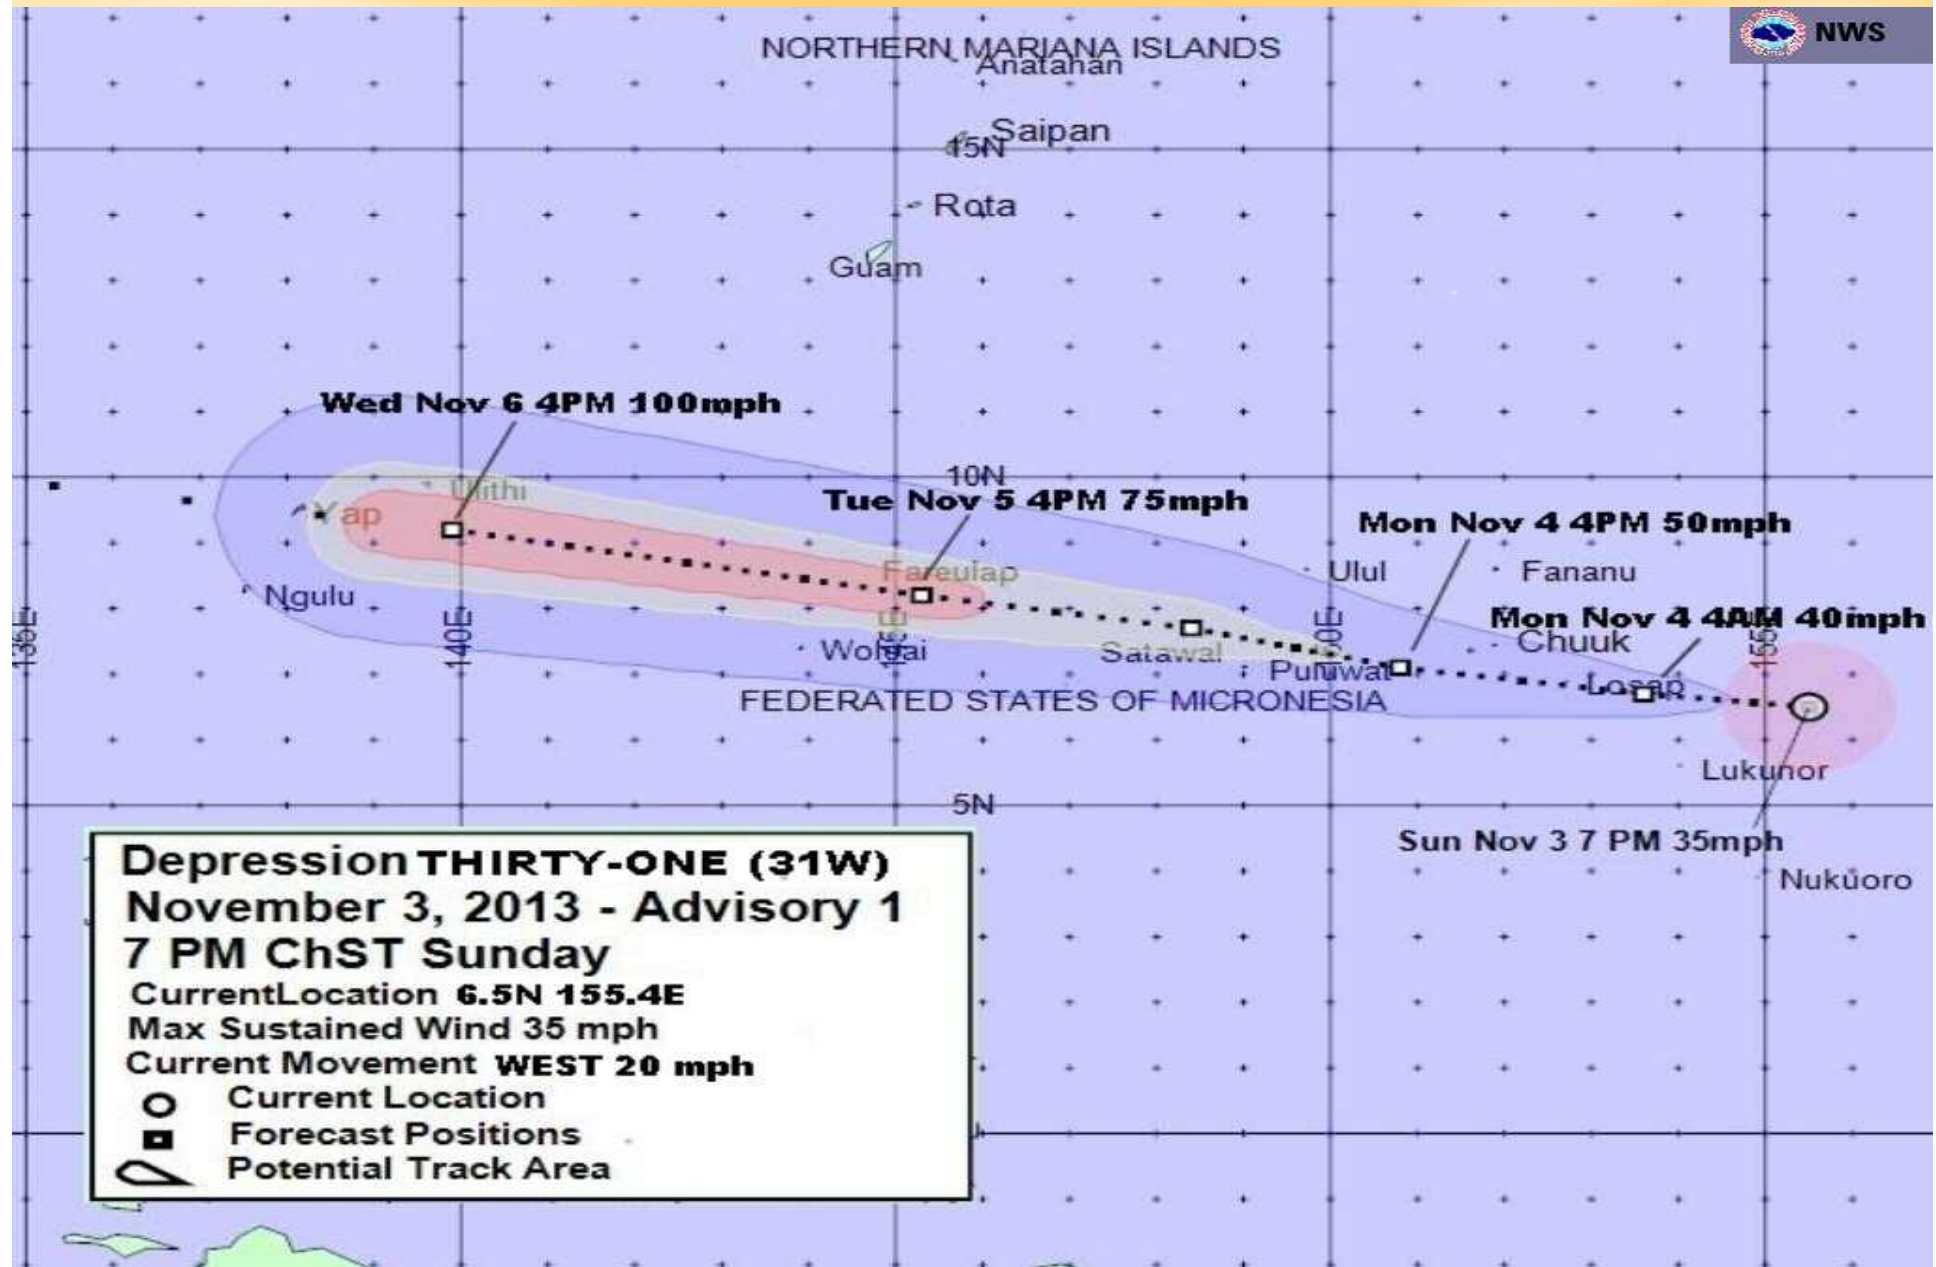 NWS
NORTHERN MARIANA ISLANDS
Anatahan
Saipan
15N
Rota
Guam
Wed Nov 6 4PM 100mph
10N
Ulithi
Tue Nov 5 4PM 75mph
Yap
Mon Nov 4 4PM 50mph
Fareulap
Ulul
Fananu
Ngulu
Mon Nov 4 4AM 40mph
135E
140E
145E
150E
155E
Chuuk
Woleai
Satawal
Puluwat
Losap
FEDERATED STATES OF MICRONESIA
Lukunor
5N
Sun Nov 3 7 PM 35mph
Nukuoro
Depression THIRTY-ONE (31W)
November 3, 2013 - Advisory 1
7 PM ChST Sunday
CurrentLocation 6.5N 155.4E
Max Sustained Wind 35 mph
Current Movement WEST 20 mph
Current Location
Forecast Positions
Potential Track Area